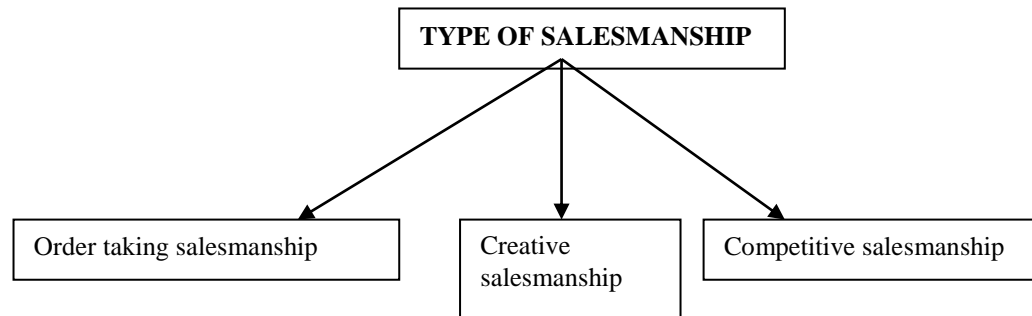 TYPE OF SALESMANSHIP
Order taking salesmanship
Creative
salesmanship
Competitive salesmanship